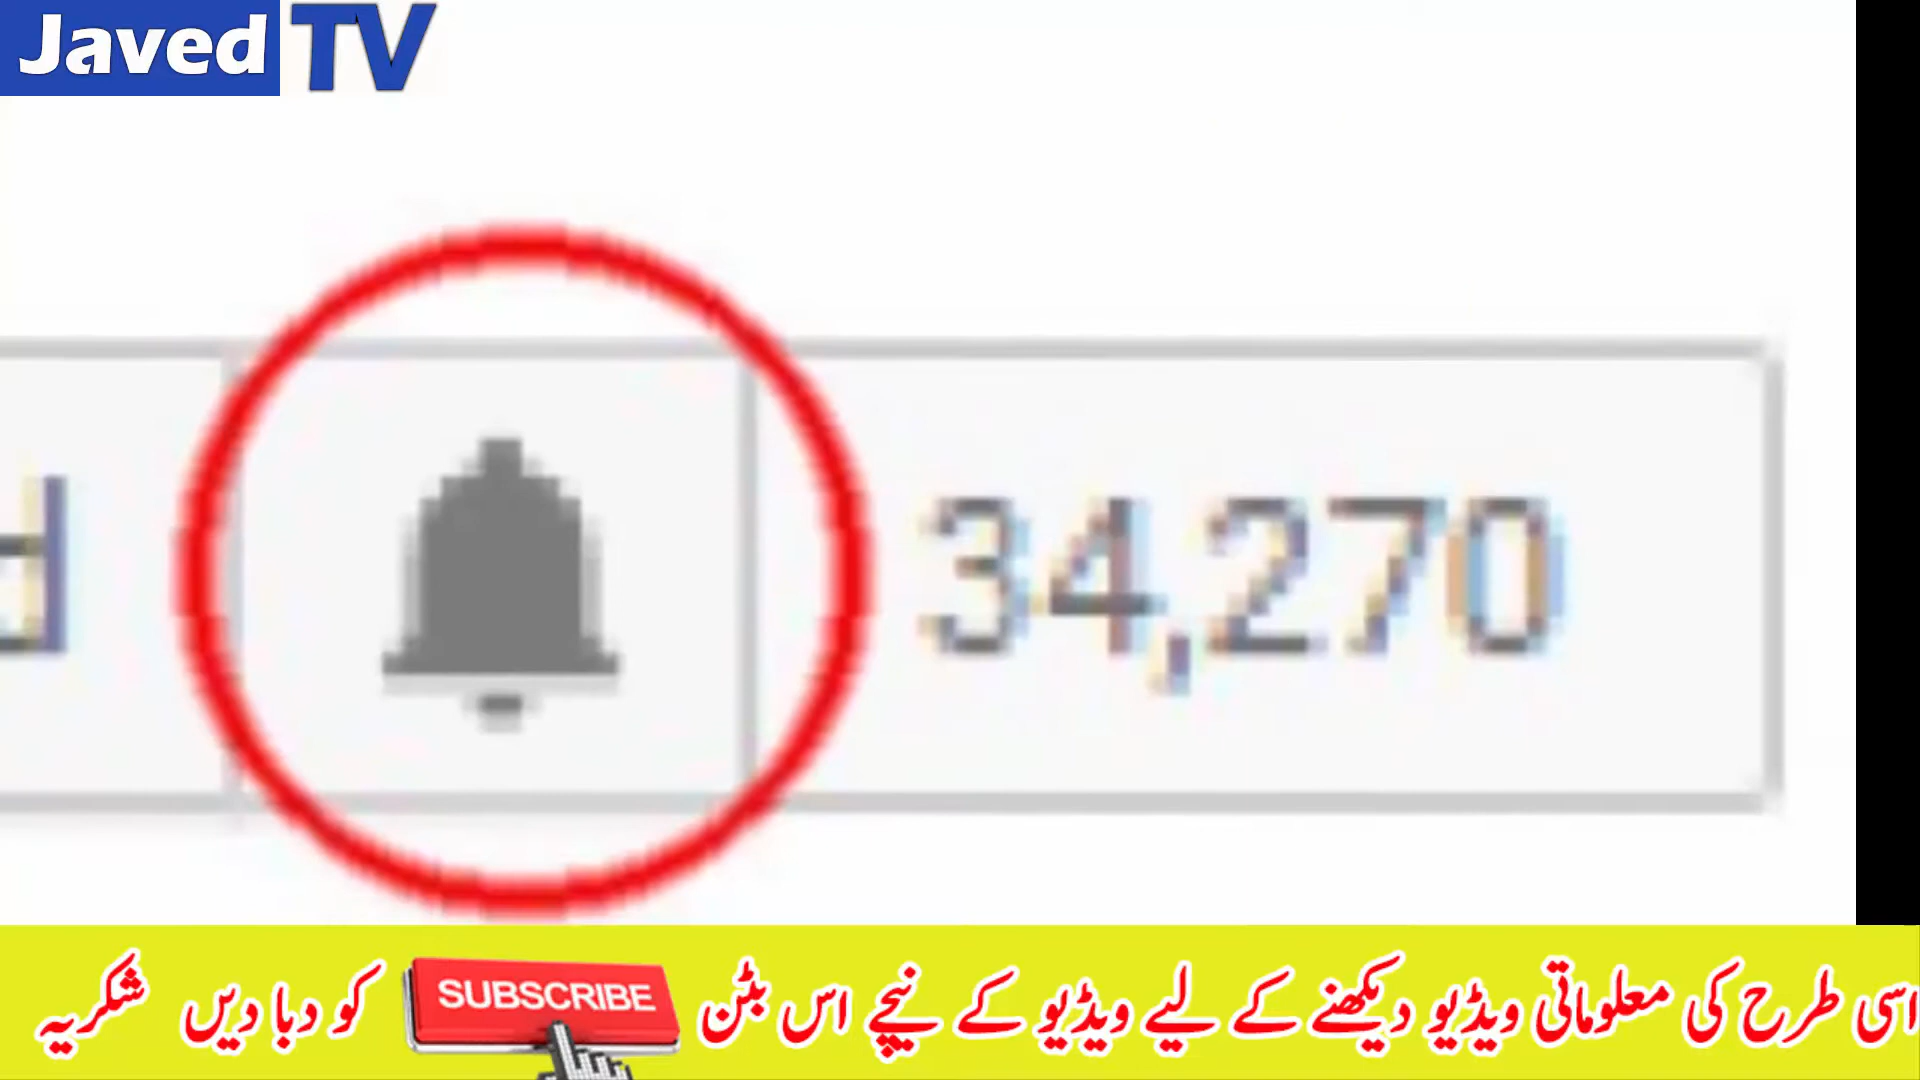 Javed TV
d 34,270
اسی طرح کی معلوماتی ویڈیو دیکھنے کے لیے ویڈیو کے نیچے اس بٹن SUBSCRIBE کو دبا دیں شکریہ